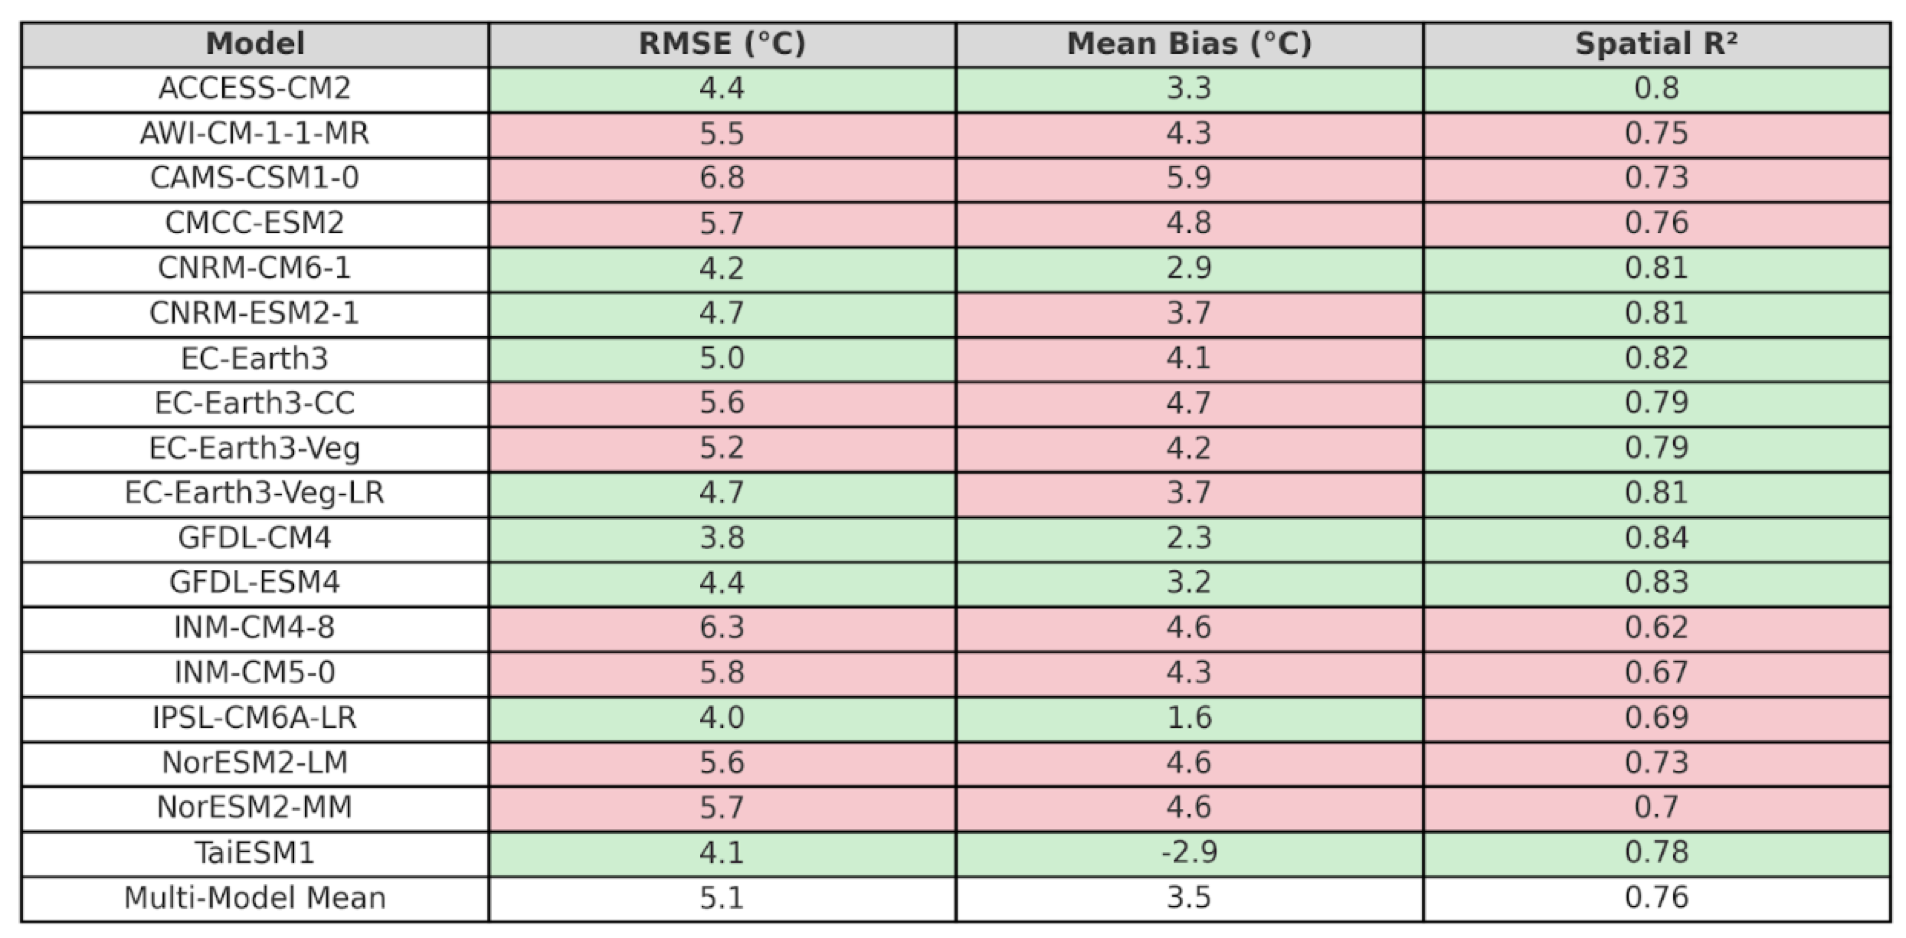 Model RMSE (°C) Mean Bias (°C) Spatial R²
ACCESS-CM2 4.4 3.3 0.8
AWI-CM-1-1-MR 5.5 4.3 0.75
CAMS-CSM1-0 6.8 5.9 0.73
CMCC-ESM2 5.7 4.8 0.76
CNRM-CM6-1 4.2 2.9 0.81
CNRM-ESM2-1 4.7 3.7 0.81
EC-Earth3 5.0 4.1 0.82
EC-Earth3-CC 5.6 4.7 0.79
EC-Earth3-Veg 5.2 4.2 0.79
EC-Earth3-Veg-LR 4.7 3.7 0.81
GFDL-CM4 3.8 2.3 0.84
GFDL-ESM4 4.4 3.2 0.83
INM-CM4-8 6.3 4.6 0.62
INM-CM5-0 5.8 4.3 0.67
IPSL-CM6A-LR 4.0 1.6 0.69
NorESM2-LM 5.6 4.6 0.73
NorESM2-MM 5.7 4.6 0.7
TaiESM1 4.1 -2.9 0.78
Multi-Model Mean 5.1 3.5 0.76